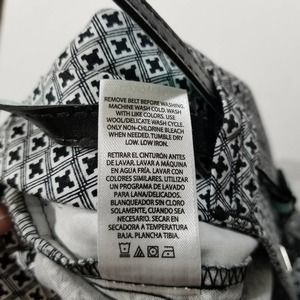 REMOVE BELT BEFORE WASHING.
MACHINE WASH COLD. WASH
WITH LIKE COLORS. USE
WOOL/DELICATE WASH CYCLE.
ONLY NON-CHLORINE BLEACH
WHEN NEEDED. TUMBLE DRY
LOW. LOW IRON.
RETIRAR EL CINTURÓN ANTES
DE LAVAR. LAVAR A MÁQUINA
EN AGUA FRÍA. LAVAR CON
COLORES SIMILARES. UTILIZAR
UN PROGRAMA DE LAVADO
PARA LANA/DELICADOS.
BLANQUEADOR SIN CLORO
SOLAMENTE, CUANDO SEA
NECESARIO. SECAR EN
SECADORA A TEMPERATURA
BAJA. PLANCHA TIBIA.